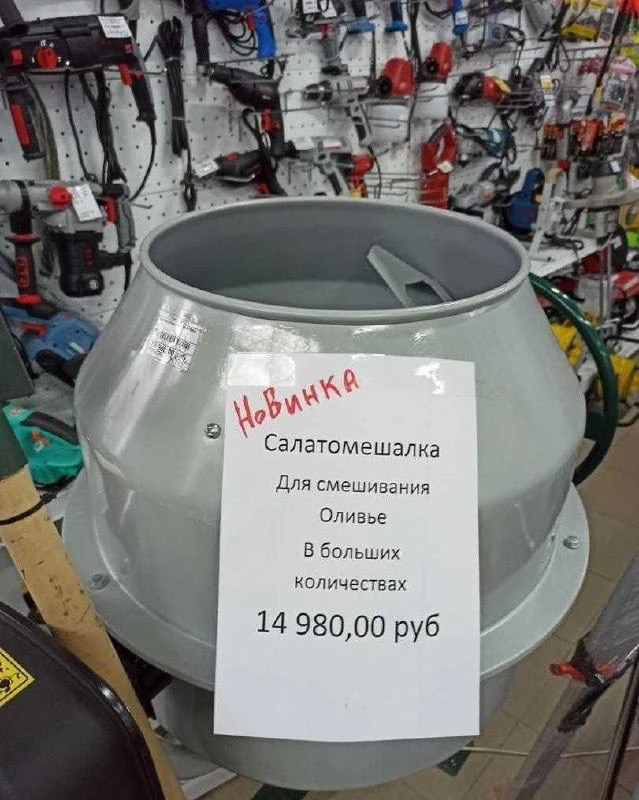 Новинка
Салатомешалка
Для смешивания
Оливье
В больших
количествах
14 980,00 руб